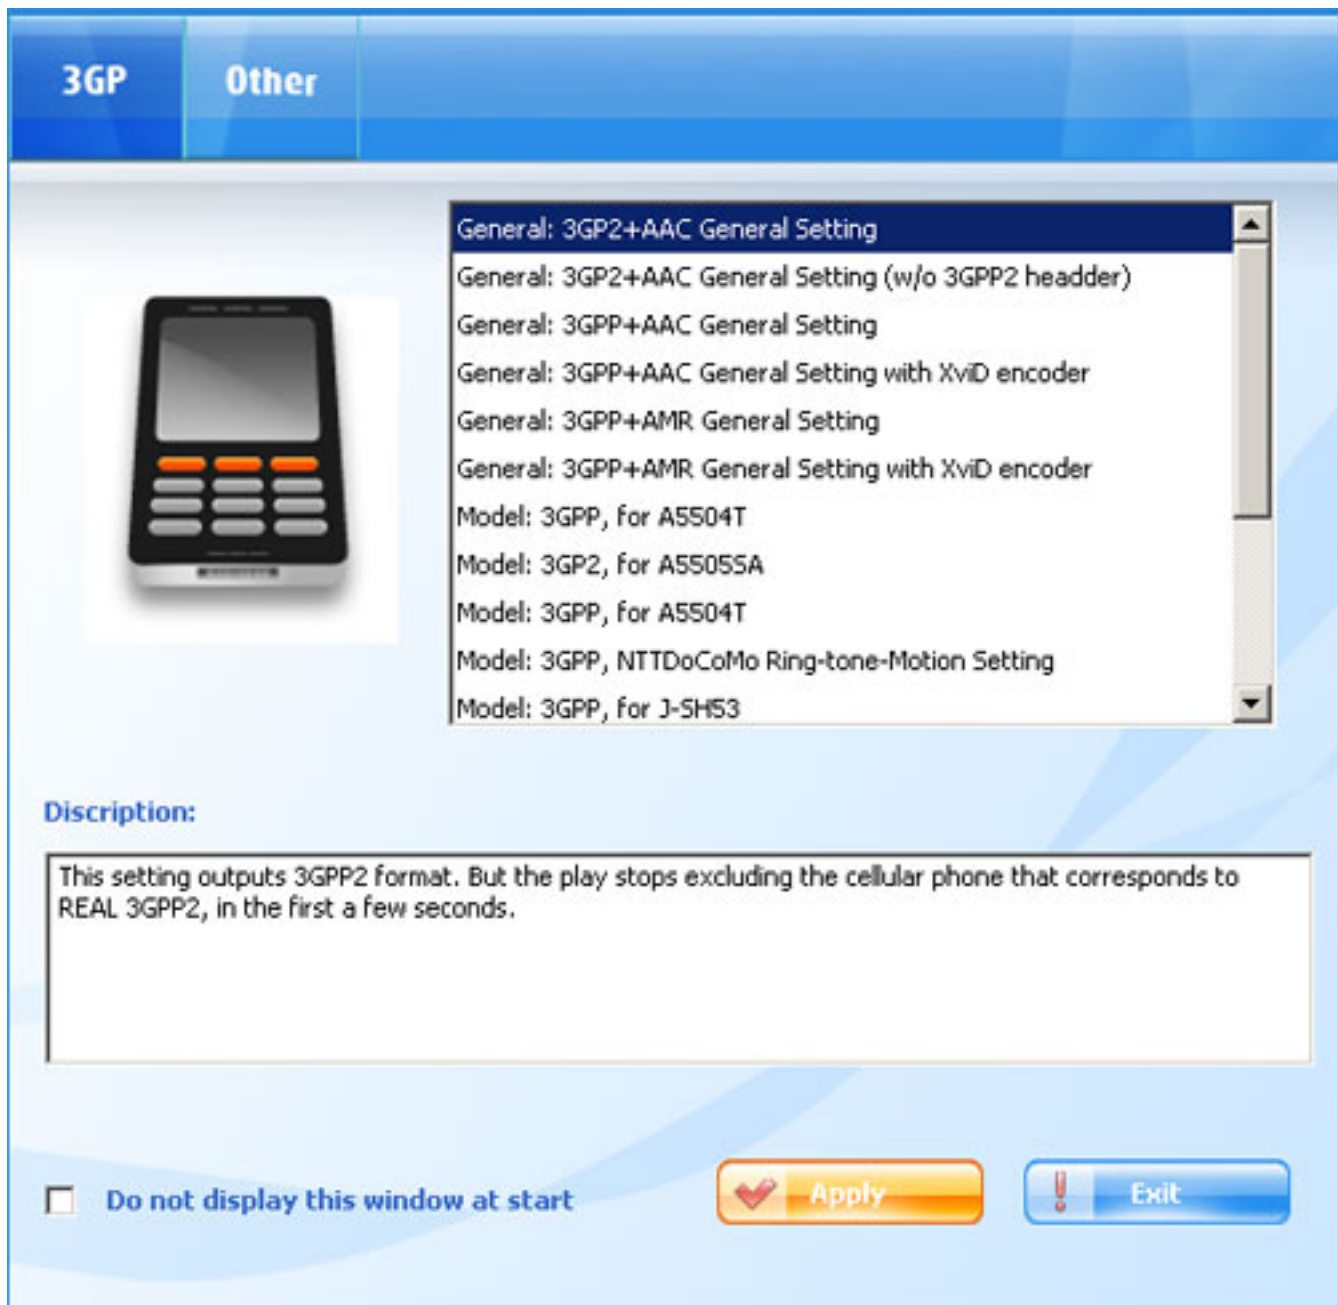 3GP
Other
General: 3GP2+AAC General Setting
General: 3GP2+AAC General Setting (w/o 3GPP2 headder)
General: 3GPP+AAC General Setting
General: 3GPP+AAC General Setting with XviD encoder
General: 3GPP+AMR General Setting
General: 3GPP+AMR General Setting with XviD encoder
Model: 3GPP, for A5504T
Model: 3GP2, for A5505SA
Model: 3GPP, for A5504T
Model: 3GPP, NTTDoCoMo Ring-tone-Motion Setting
Model: 3GPP, for J-SH53
Discription:
This setting outputs 3GPP2 format. But the play stops excluding the cellular phone that corresponds to
REAL 3GPP2, in the first a few seconds.
Do not display this window at start
Apply
Exit